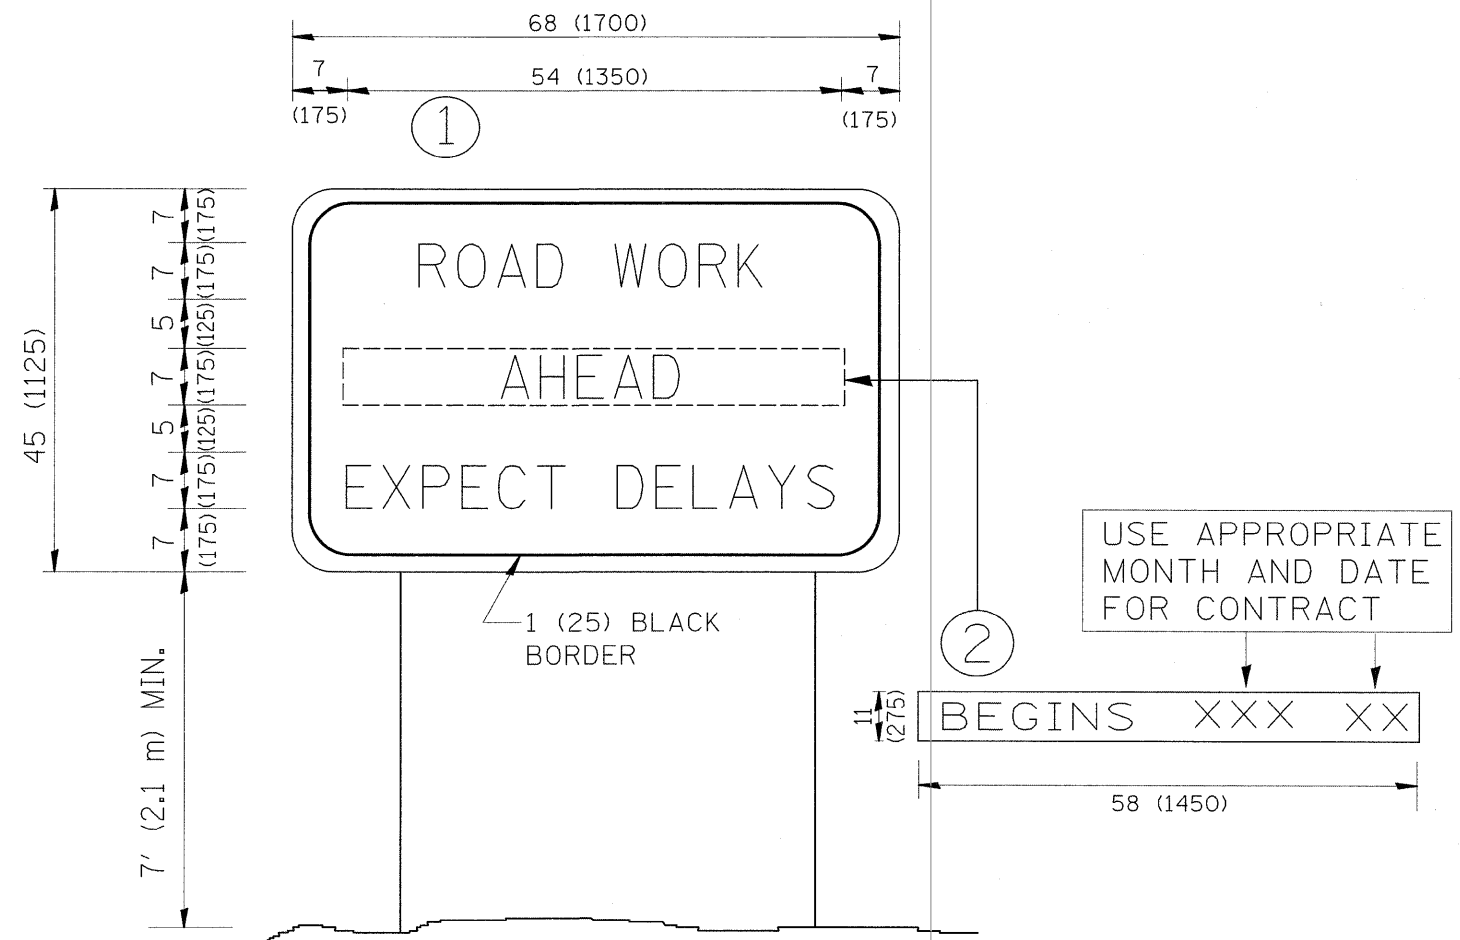 68 (1700)
7 54 (1350) 7
(175) (175)
1
7 (175)
7 (175)
5 (125)
7 (175)
5 (125)
7 (175)
7 (175)
45 (1125)
ROAD WORK
AHEAD
EXPECT DELAYS
1 (25) BLACK
BORDER
7' (2.1 m) MIN.
USE APPROPRIATE
MONTH AND DATE
FOR CONTRACT
2
11
(275)
BEGINS XXX XX
58 (1450)